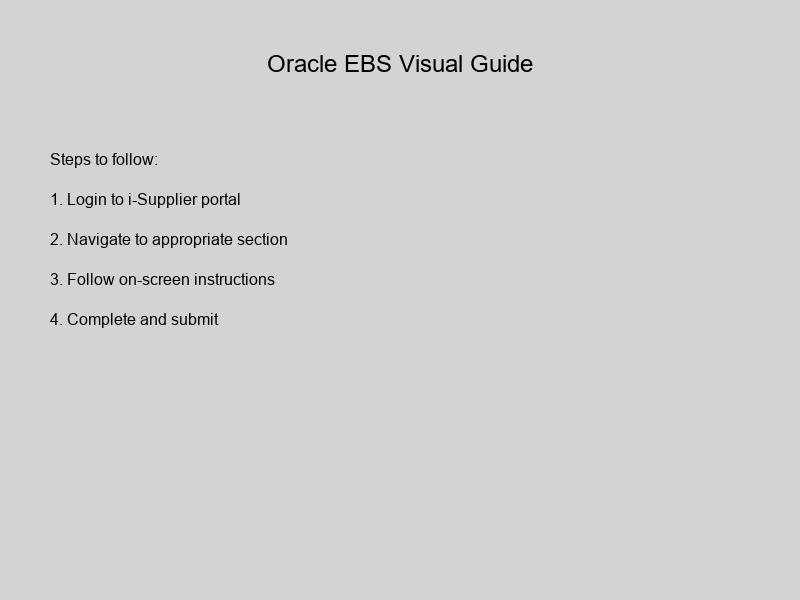 Oracle EBS Visual Guide
Steps to follow:
1. Login to i-Supplier portal
2. Navigate to appropriate section
3. Follow on-screen instructions
4. Complete and submit